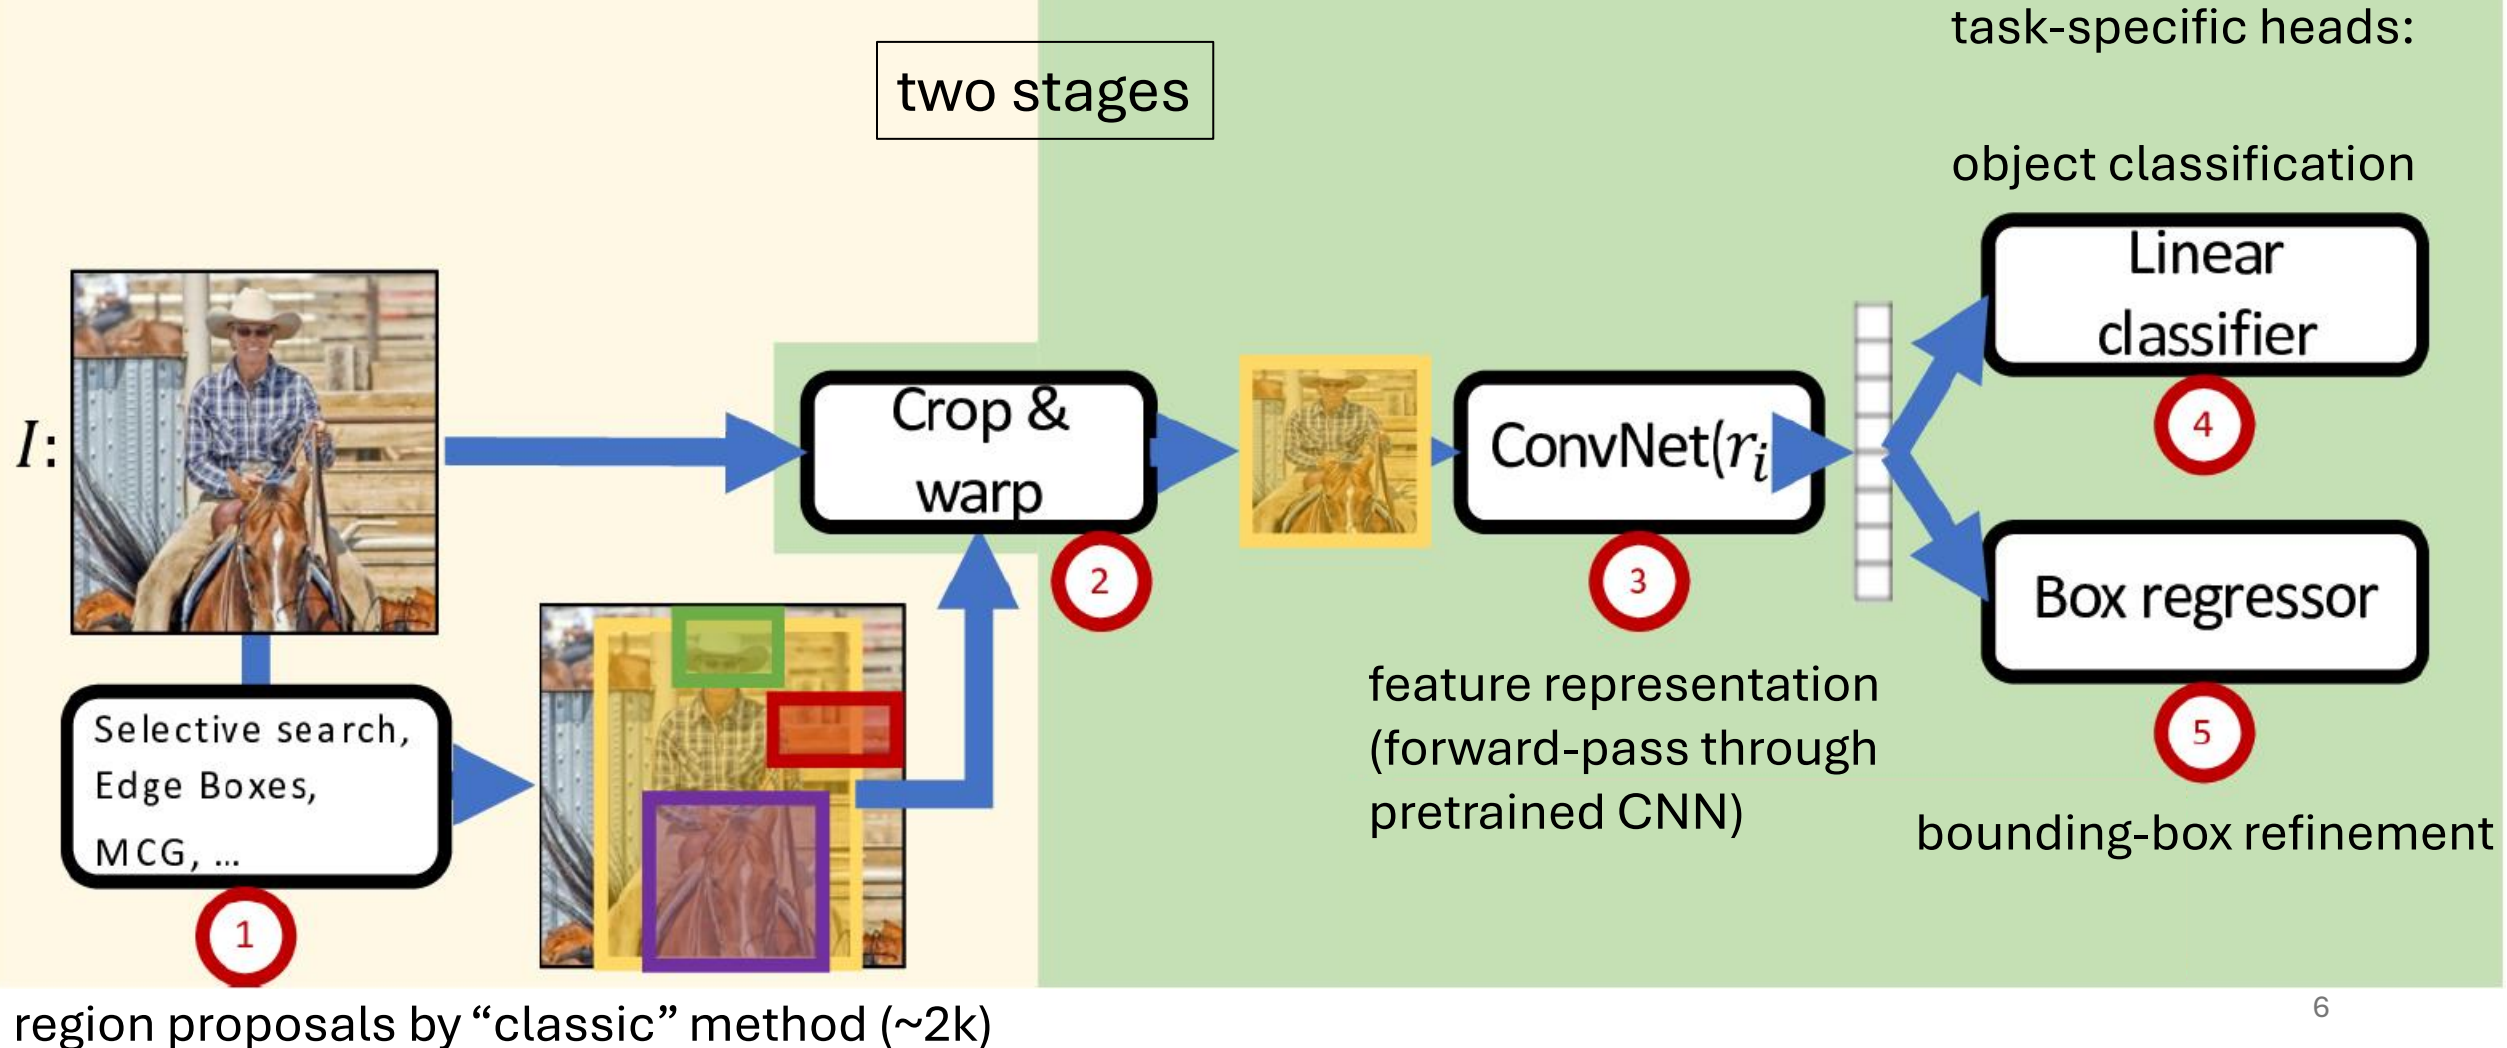 task-specific heads:
two stages
object classification
Linear
classifier
4
I:
Crop &
warp
2
ConvNet(rᵢ
3
Box regressor
5
feature representation
(forward-pass through
pretrained CNN)
bounding-box refinement
Selective search,
Edge Boxes,
MCG, ...
1
region proposals by “classic” method (~2k)
6